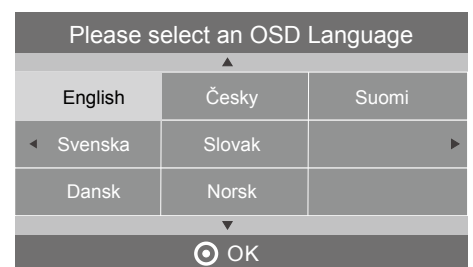 Please select an OSD Language
English Česky Suomi
Svenska Slovak
Dansk Norsk
OK